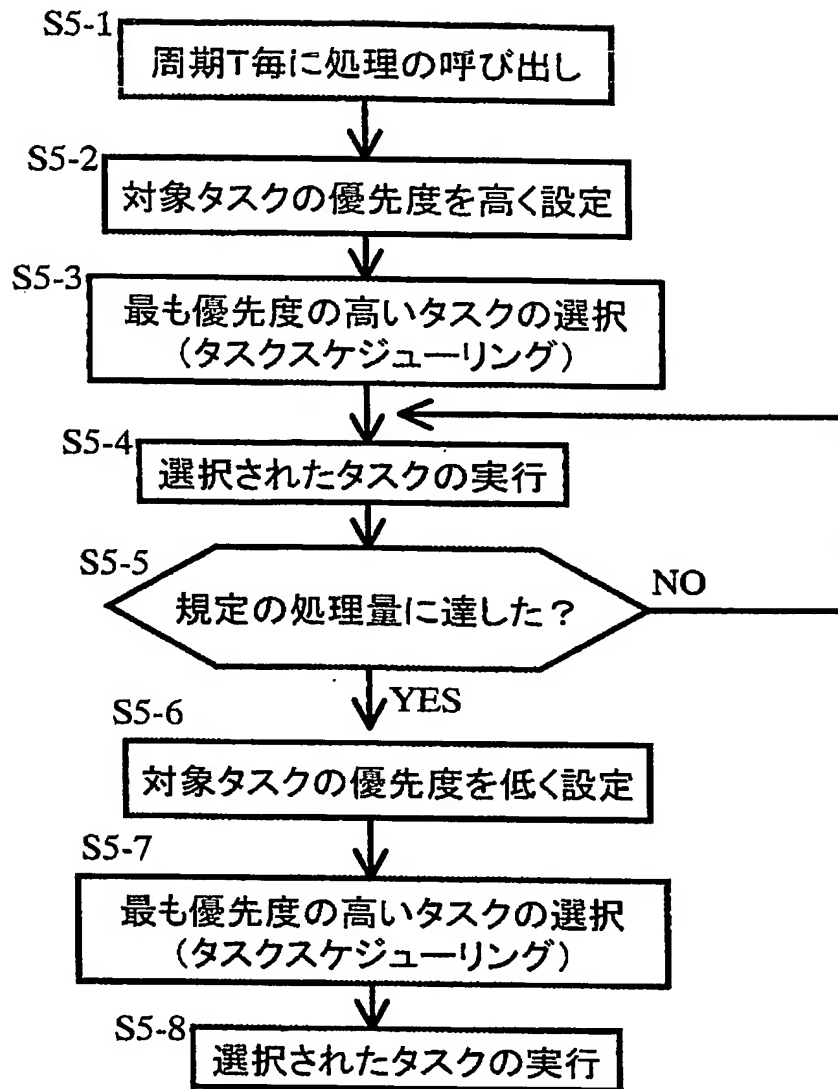 S5-1
周期T毎に処理の呼び出し
S5-2
対象タスクの優先度を高く設定
S5-3
最も優先度の高いタスクの選択
（タスクスケジューリング）
S5-4
選択されたタスクの実行
S5-5
規定の処理量に達した？
NO
YES
S5-6
対象タスクの優先度を低く設定
S5-7
最も優先度の高いタスクの選択
（タスクスケジューリング）
S5-8
選択されたタスクの実行